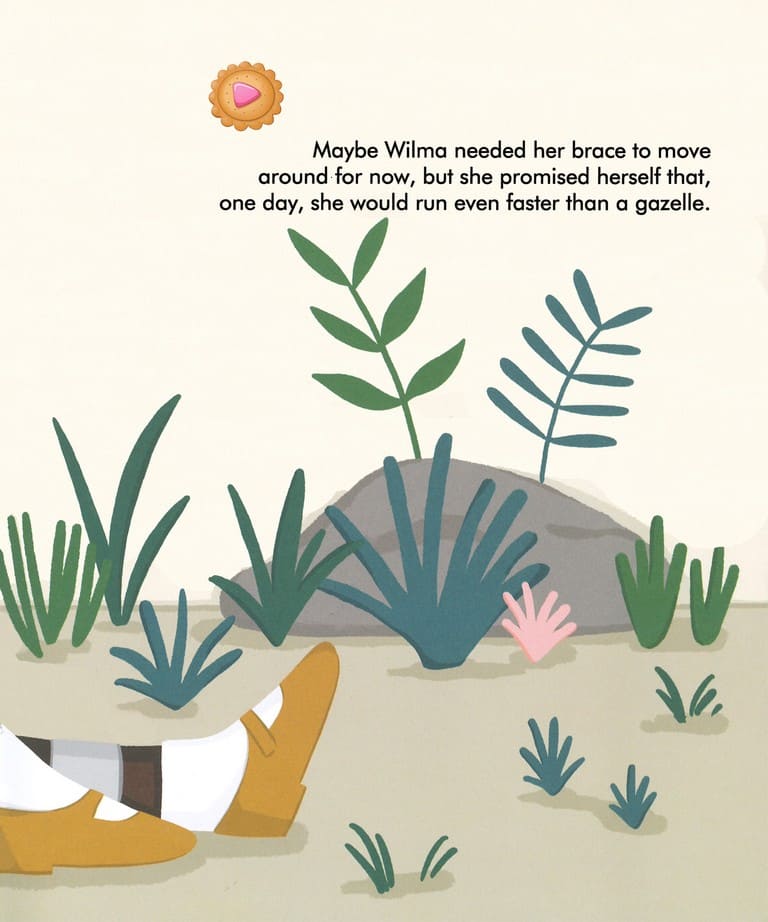 Maybe Wilma needed her brace to move
around for now, but she promised herself that,
one day, she would run even faster than a gazelle.